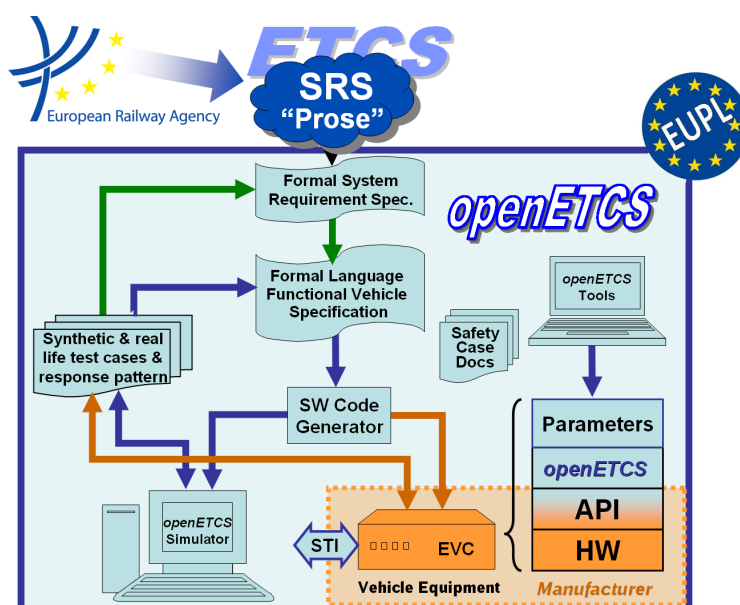 ETCS
SRS
“Prose”
European Railway Agency
EUPL
Formal System
Requirement Spec.
openETCS
Formal Language
Functional Vehicle
Specification
openETCS
Tools
Synthetic & real
life test cases &
response pattern
Safety
Case
Docs
SW Code
Generator
Parameters
openETCS
API
HW
openETCS
Simulator
STI
EVC
Vehicle Equipment
Manufacturer